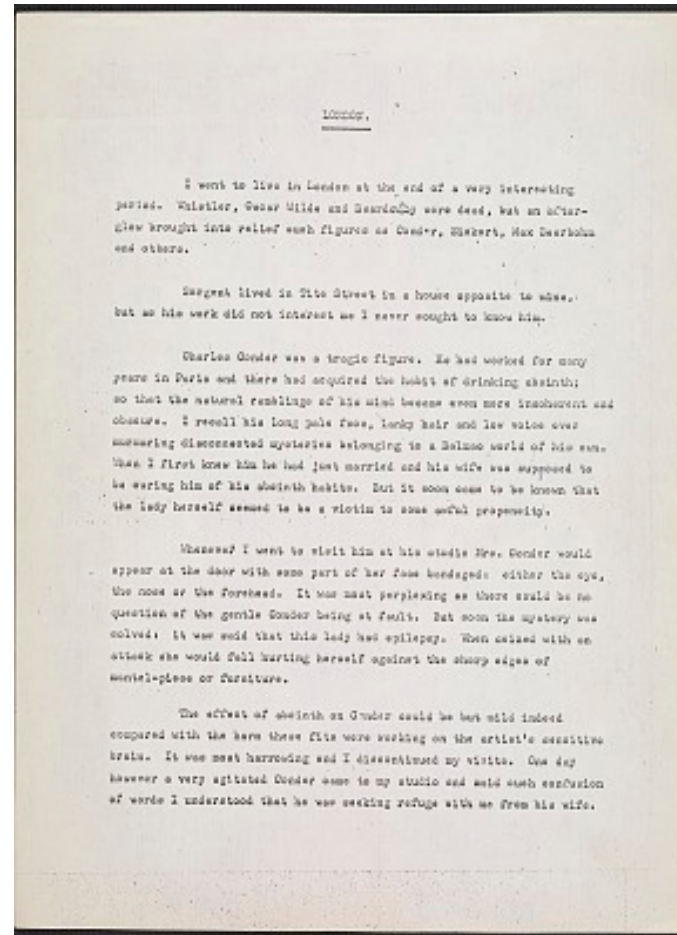 LONDON.
I went to live in London at the end of a very interesting
period. Whistler, Oscar Wilde and Beardsley were dead, but an after-
glow brought into relief such figures as Conder, Sickert, Max Beerbohm
and others.
Sargent lived in Tite Street in a house opposite to mine,
but as his work did not interest me I never sought to know him.
Charles Conder was a tragic figure. He had worked for many
years in Paris and there had acquired the habit of drinking absinth;
so that the natural ramblings of his mind became even more incoherent and
obscure. I recall his long pale face, lanky hair and low voice ever
murmuring disconnected mysteries belonging to a Balzac world of his own.
When I first knew him he had just married and his wife was supposed to
be curing him of his absinth habits. But it soon came to be known that
the lady herself seemed to be a victim to some awful propensity.
Whenever I went to visit him at his studio Mrs. Conder would
appear at the door with some part of her face bandaged: either the eye,
the nose or the forehead. It was most perplexing as there could be no
question of the gentle Conder being at fault. But soon the mystery was
solved: it was said that this lady had epilepsy. When seized with an
attack she would fall hurting herself against the sharp edges of
mantel-piece or furniture.
The effect of absinth on Conder could be but mild indeed
compared with the harm these fits were working on the artist's sensitive
brain. It was most harrowing and I discontinued my visits. One day
however a very agitated Conder came to my studio and amid such confusion
of words I understood that he was seeking refuge with me from his wife.